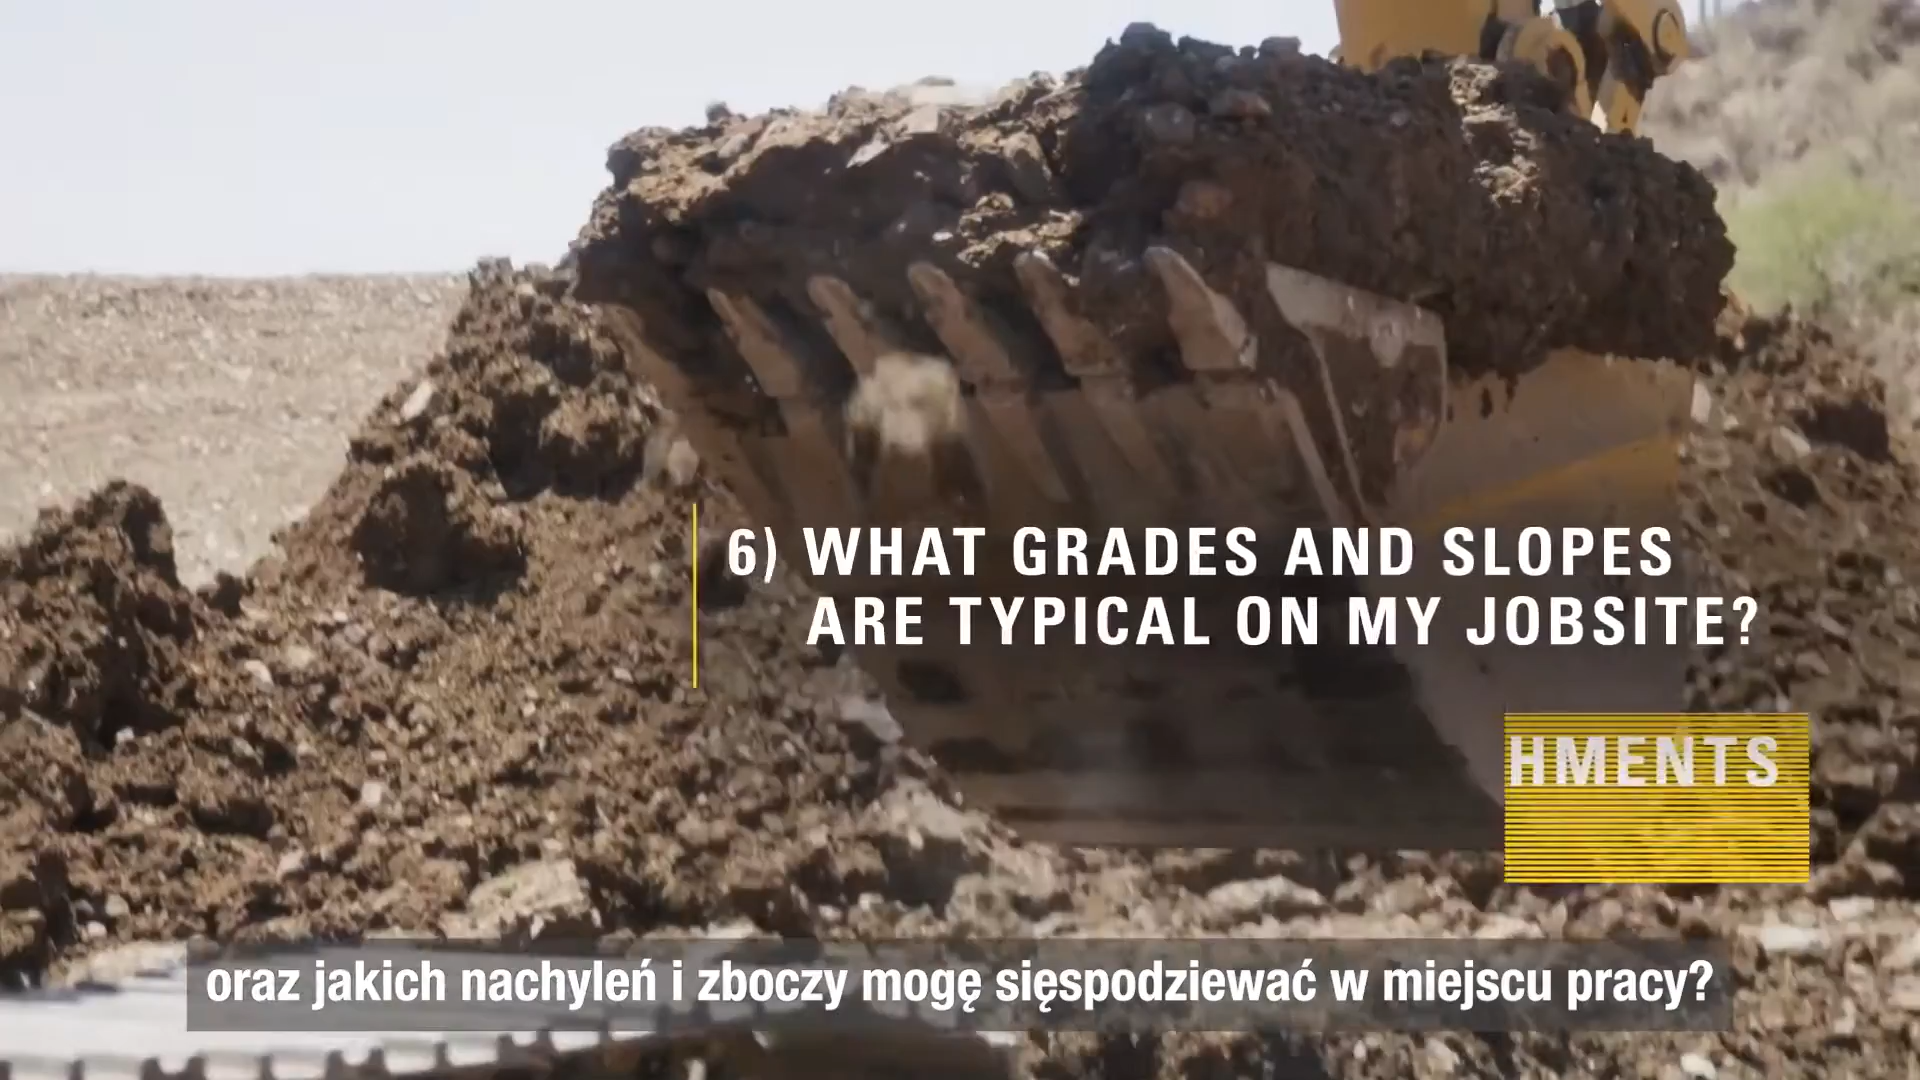 6) WHAT GRADES AND SLOPES
ARE TYPICAL ON MY JOBSITE?
HMENTS
oraz jakich nachyleń i zboczy mogę sięspodziewać w miejscu pracy?